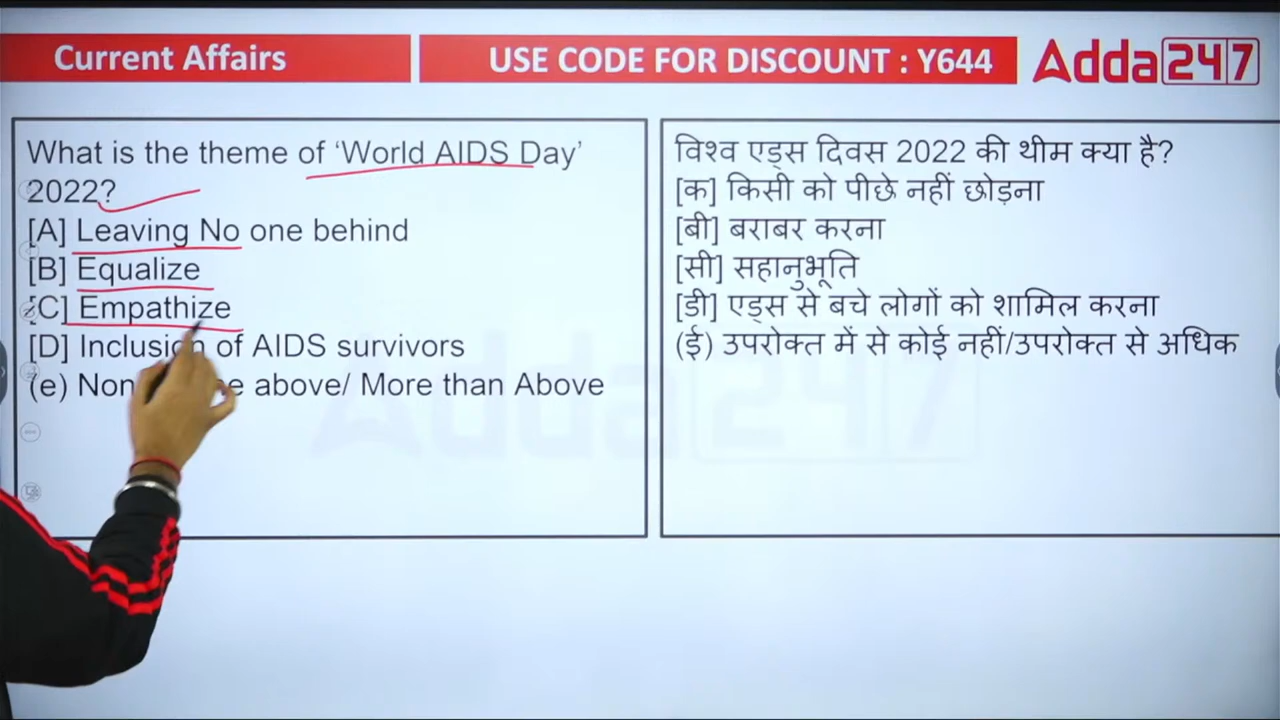 Current Affairs
USE CODE FOR DISCOUNT : Y644
Adda247
What is the theme of ‘World AIDS Day’
2022?
[A] Leaving No one behind
[B] Equalize
[C] Empathize
[D] Inclusion of AIDS survivors
(e) Non e above/ More than Above
विश्व एड्स दिवस 2022 की थीम क्या है?
[क] किसी को पीछे नहीं छोड़ना
[बी] बराबर करना
[सी] सहानुभूति
[डी] एड्स से बचे लोगों को शामिल करना
(ई) उपरोक्त में से कोई नहीं/उपरोक्त से अधिक
Adda247